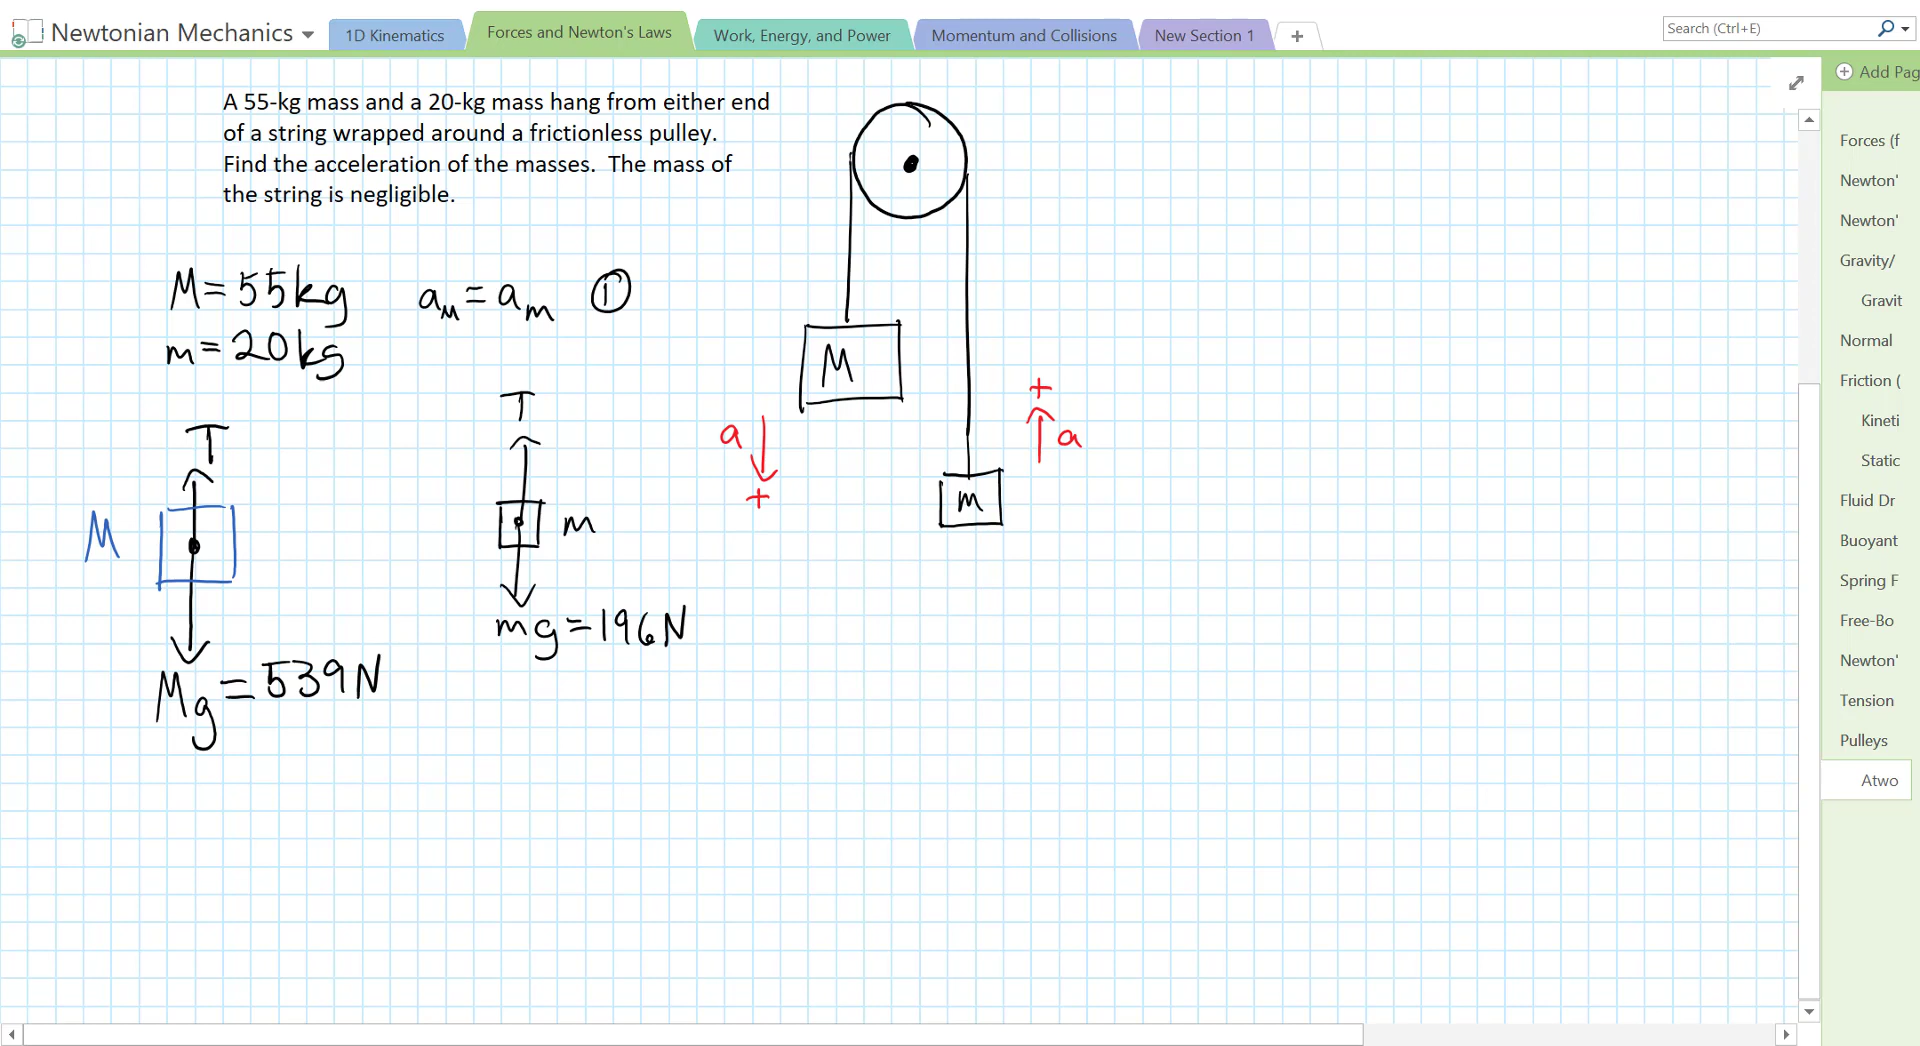 Newtonian Mechanics
1D Kinematics
Forces and Newton's Laws
Work, Energy, and Power
Momentum and Collisions
New Section 1
+
Search (Ctrl+E)
Add Pag
A 55-kg mass and a 20-kg mass hang from either end
of a string wrapped around a frictionless pulley.
Find the acceleration of the masses. The mass of
the string is negligible.
M = 55kg
a_M = a_m ①
m = 20kg
T
M
Mg = 539N
T
m
mg = 196N
M
a
+
+
a
m
Forces (f
Newton'
Newton'
Gravity/
Gravit
Normal
Friction (
Kineti
Static
Fluid Dr
Buoyant
Spring F
Free-Bo
Newton'
Tension
Pulleys
Atwo